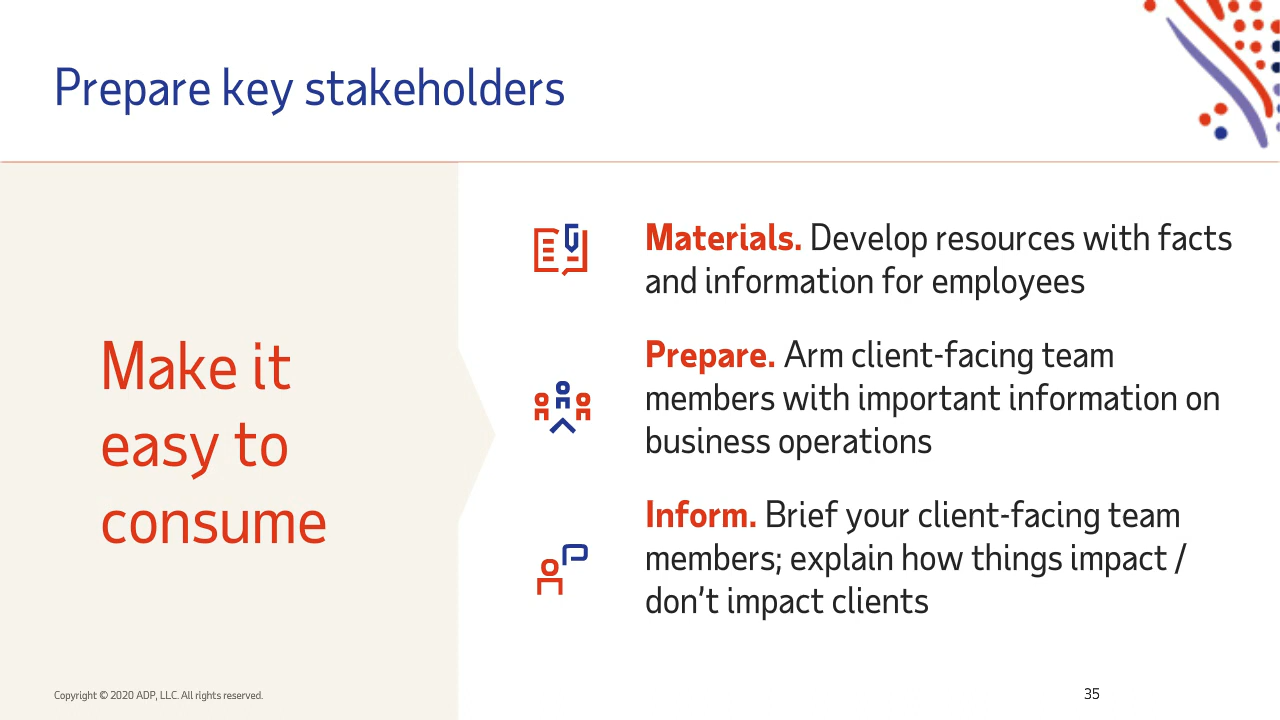 Prepare key stakeholders
Make it
easy to
consume
Materials. Develop resources with facts
and information for employees
Prepare. Arm client-facing team
members with important information on
business operations
Inform. Brief your client-facing team
members; explain how things impact /
don’t impact clients
Copyright © 2020 ADP, LLC. All rights reserved.
35